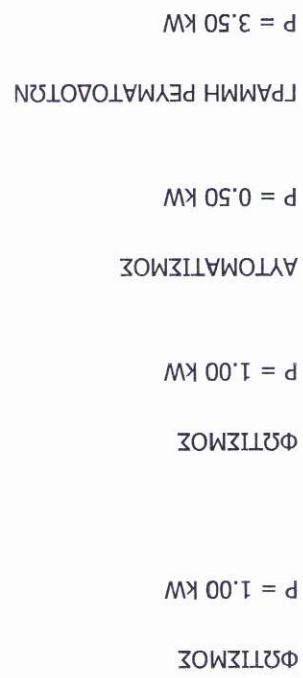 ΦΩΤΙΣΜΟΣ
P = 1.00 kW
ΦΩΤΙΣΜΟΣ
P = 1.00 kW
ΑΥΤΟΜΑΤΙΣΜΟΣ
P = 0.50 kW
ΓΡΑΜΜΗ ΡΕΥΜΑΤΟΔΟΤΩΝ
P = 3.50 kW